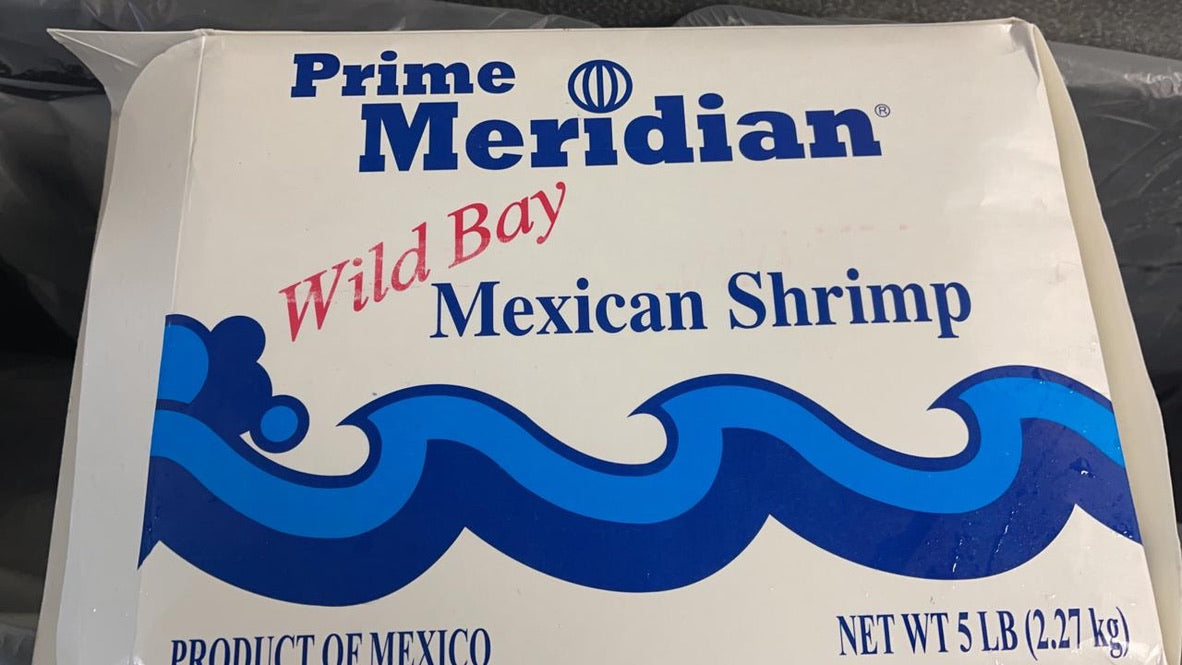 Prime
Meridian®
Wild Bay
Mexican Shrimp
PRODUCT OF MEXICO
NET WT 5 LB (2.27 kg)